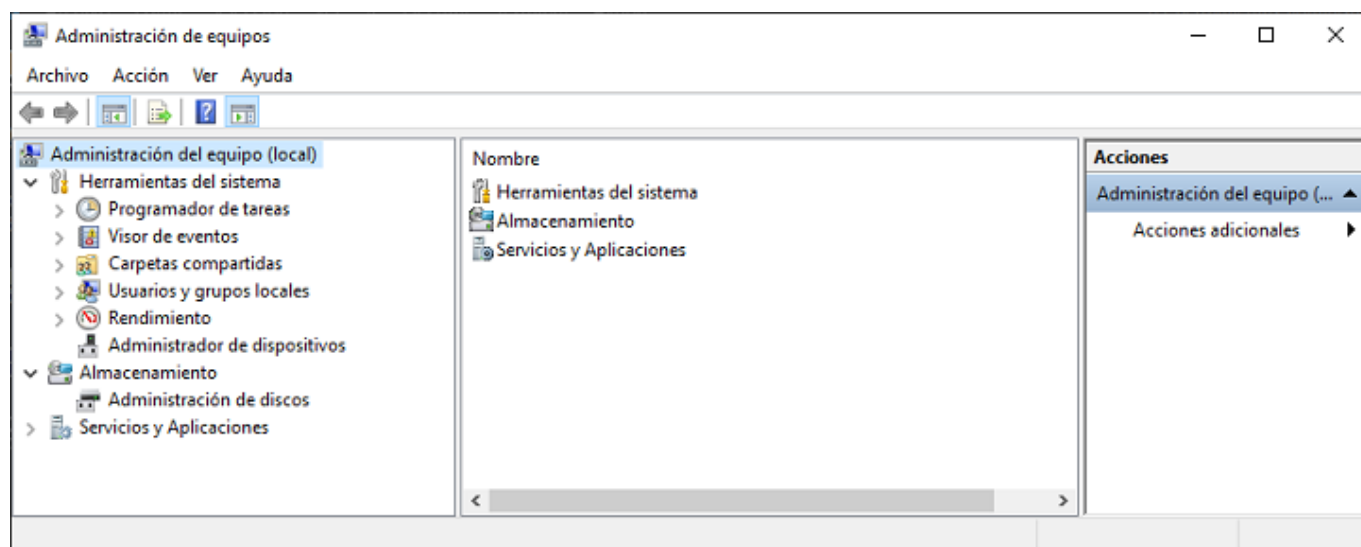 Administración de equipos
Archivo Acción Ver Ayuda
Administración del equipo (local)
Herramientas del sistema
Programador de tareas
Visor de eventos
Carpetas compartidas
Usuarios y grupos locales
Rendimiento
Administrador de dispositivos
Almacenamiento
Administración de discos
Servicios y Aplicaciones
Nombre
Herramientas del sistema
Almacenamiento
Servicios y Aplicaciones
Acciones
Administración del equipo (...
Acciones adicionales